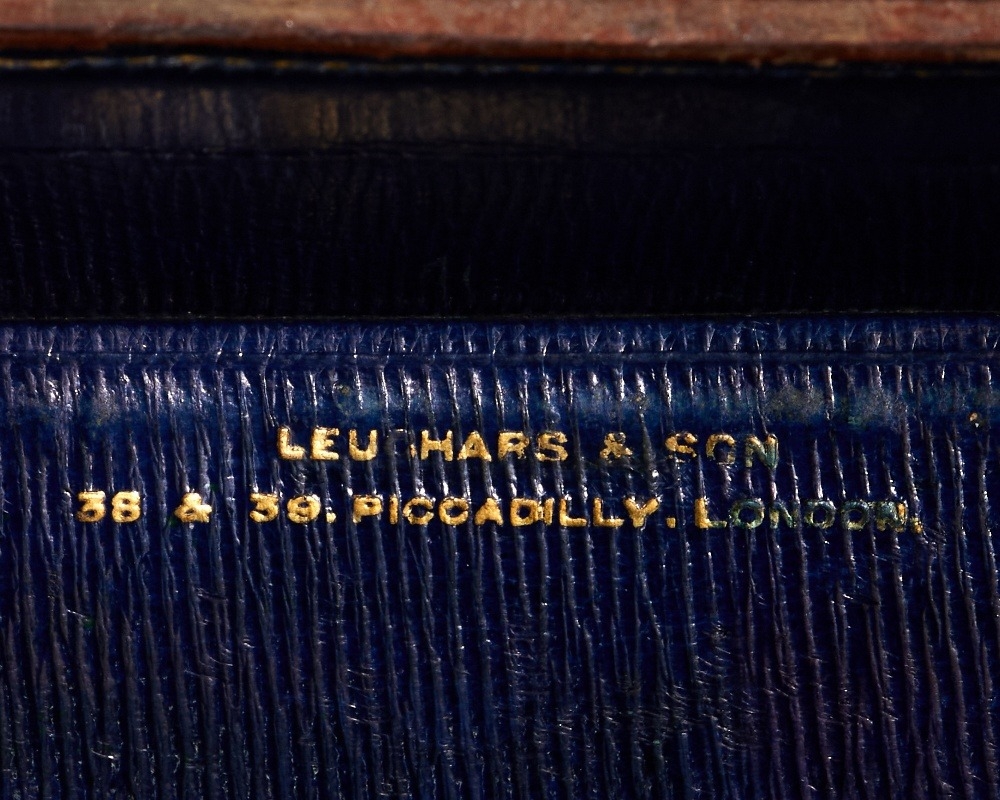 LEUCHARS & SON
38 & 39. PICCADILLY. LONDON.